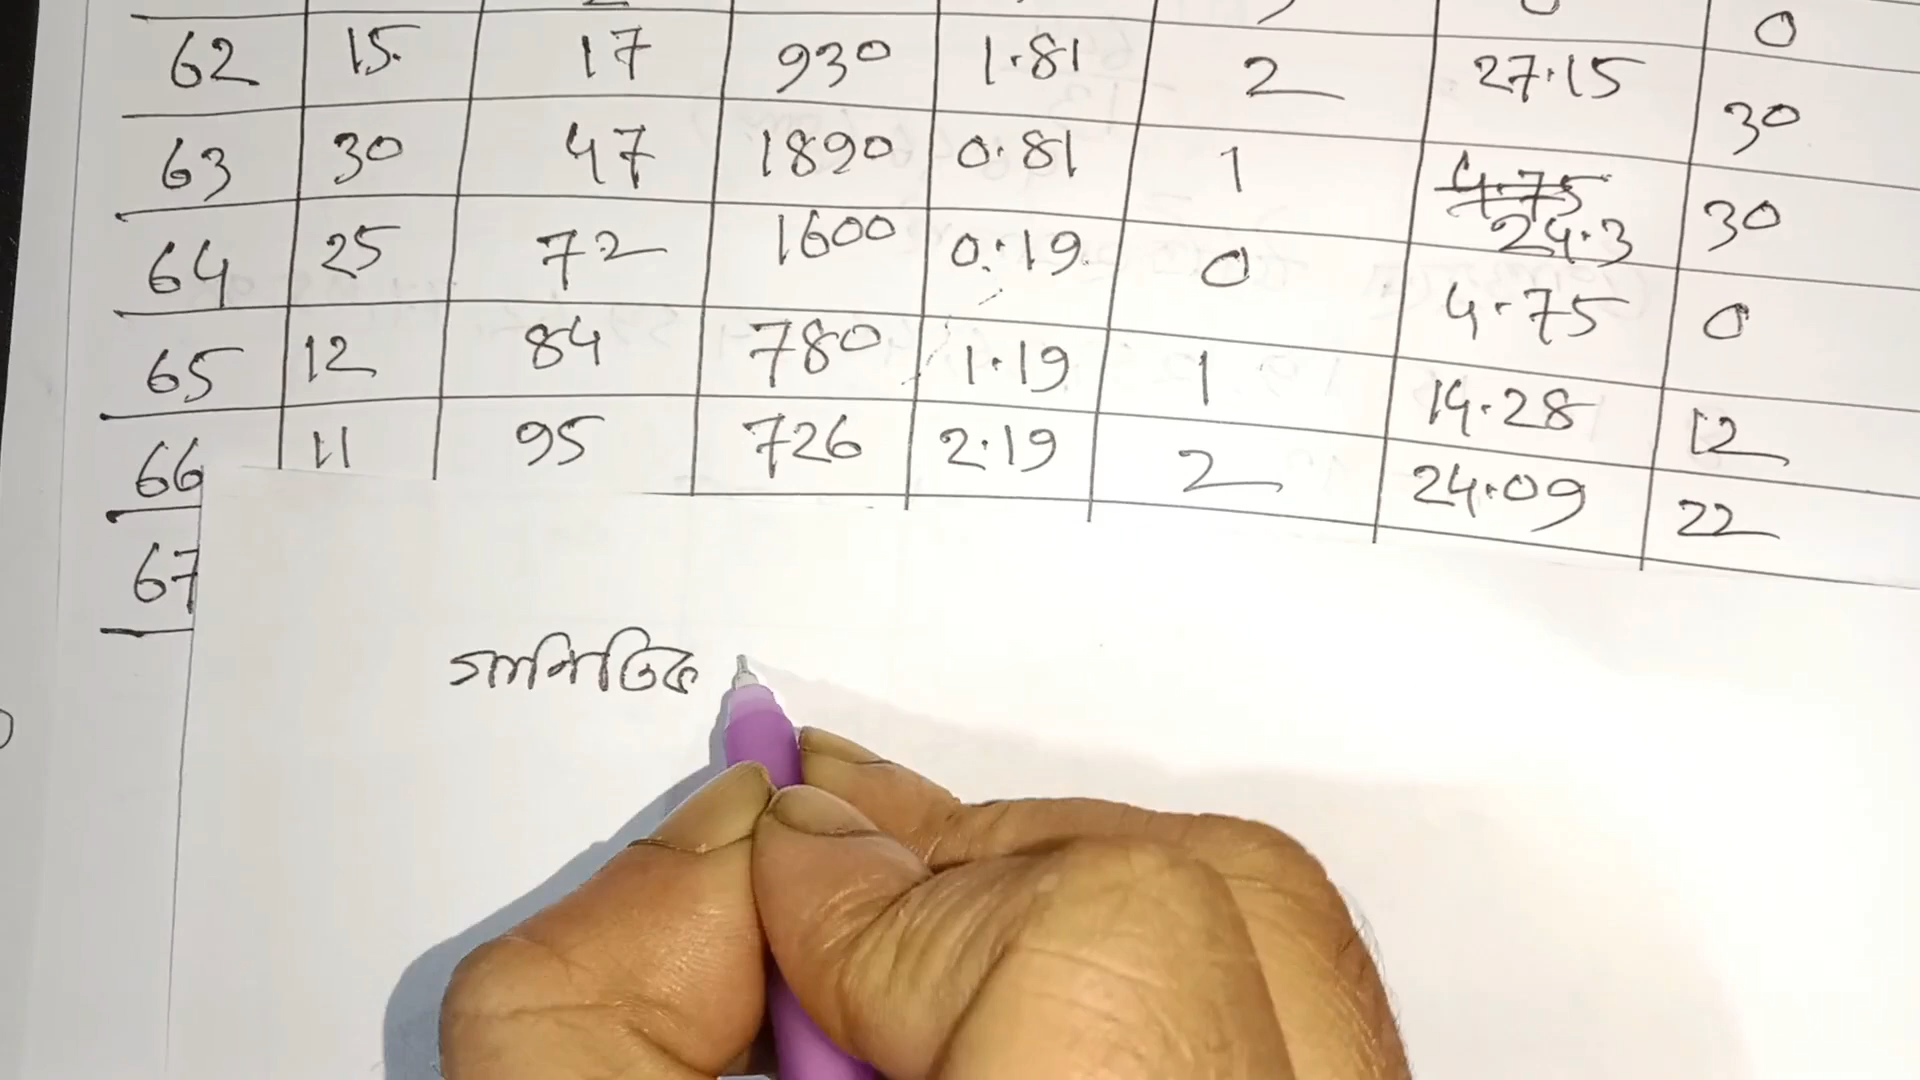 0
62 15 17 930 1.81 2 27.15 30
63 30 47 1890 0.81 1 4.75 24.3 30
64 25 72 1600 0.19 0 4.75 0
65 12 84 780 1.19 1 14.28 12
66 11 95 726 2.19 2 24.09 22
67
গানিতিক